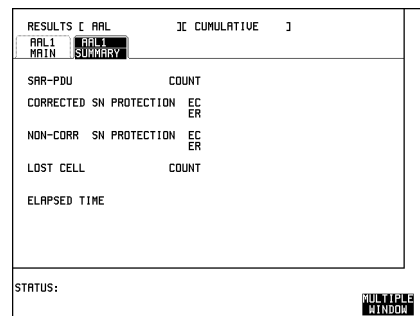 RESULTS [ AAL ][ CUMULATIVE ]
AAL1 AAL1
MAIN SUMMARY
SAR-PDU COUNT
CORRECTED SN PROTECTION EC
ER
NON-CORR SN PROTECTION EC
ER
LOST CELL COUNT
ELAPSED TIME
STATUS:
MULTIPLE
WINDOW